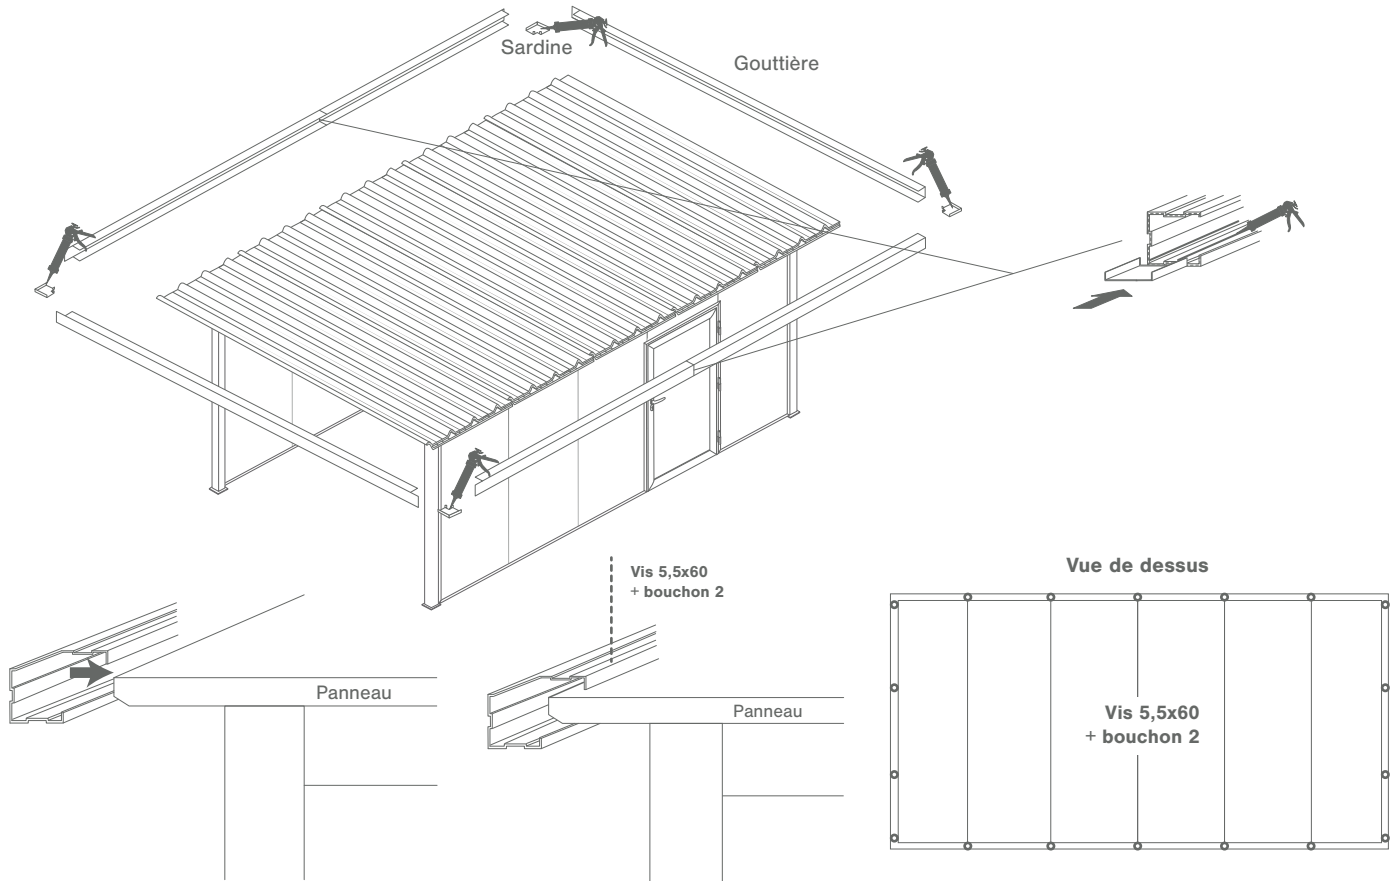 Sardine
Gouttière
Vis 5,5x60
+ bouchon 2
Vue de dessus
Panneau
Panneau
Vis 5,5x60
+ bouchon 2